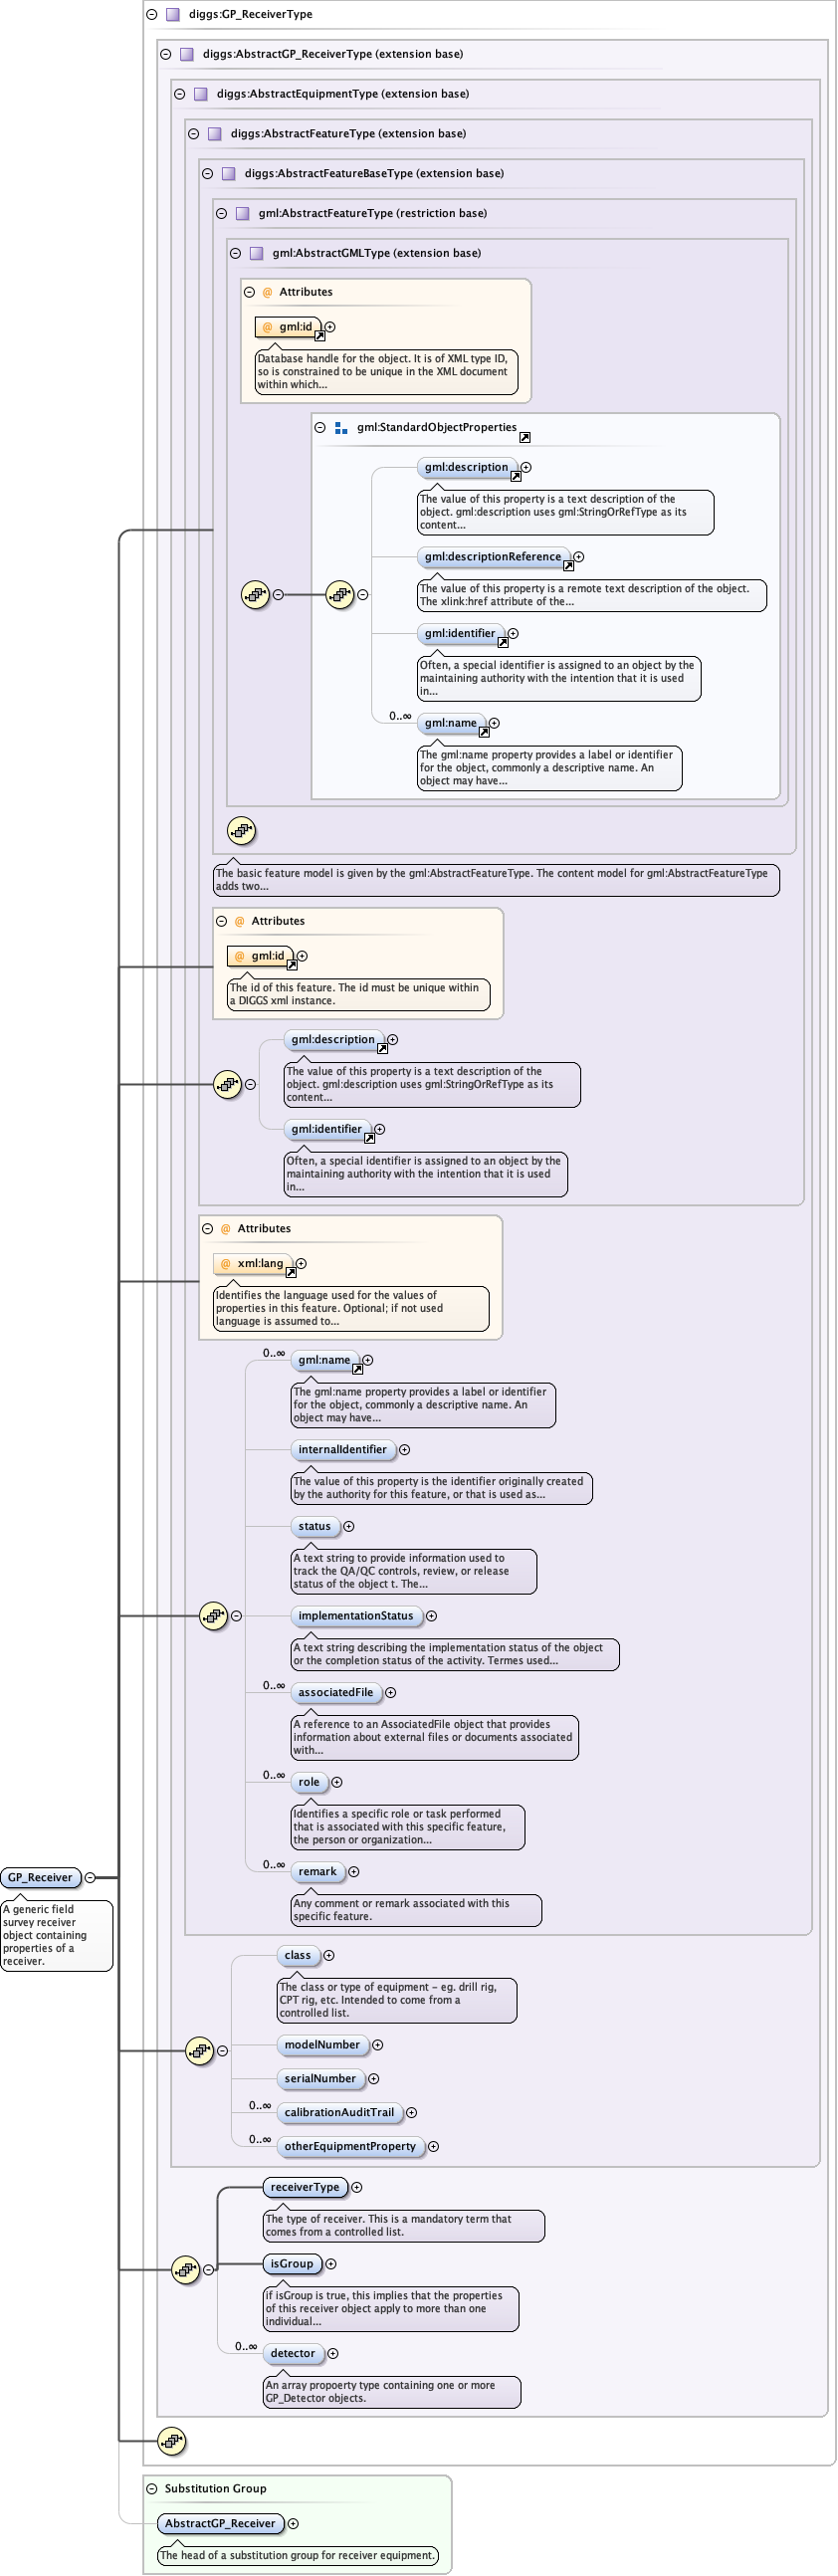 diggs:GP_ReceiverType
diggs:AbstractGP_ReceiverType (extension base)
diggs:AbstractEquipmentType (extension base)
diggs:AbstractFeatureType (extension base)
diggs:AbstractFeatureBaseType (extension base)
gml:AbstractFeatureType (restriction base)
gml:AbstractGMLType (extension base)
@ Attributes
@ gml:id
Database handle for the object. It is of XML type ID,
so is constrained to be unique in the XML document
within which...
gml:StandardObjectProperties
gml:description
The value of this property is a text description of the
object. gml:description uses gml:StringOrRefType as its
content...
gml:descriptionReference
The value of this property is a remote text description of the object.
The xlink:href attribute of the...
gml:identifier
Often, a special identifier is assigned to an object by the
maintaining authority with the intention that it is used
in...
0..∞
gml:name
The gml:name property provides a label or identifier
for the object, commonly a descriptive name. An
object may have...
The basic feature model is given by the gml:AbstractFeatureType. The content model for gml:AbstractFeatureType
adds two...
@ Attributes
@ gml:id
The id of this feature. The id must be unique within
a DIGGS xml instance.
gml:description
The value of this property is a text description of the
object. gml:description uses gml:StringOrRefType as its
content...
gml:identifier
Often, a special identifier is assigned to an object by the
maintaining authority with the intention that it is used
in...
@ Attributes
@ xml:lang
Identifies the language used for the values of
properties in this feature. Optional; if not used
language is assumed to...
0..∞
gml:name
The gml:name property provides a label or identifier
for the object, commonly a descriptive name. An
object may have...
internalIdentifier
The value of this property is the identifier originally created
by the authority for this feature, or that is used as...
status
A text string to provide information used to
track the QA/QC controls, review, or release
status of the object t. The...
implementationStatus
A text string describing the implementation status of the object
or the completion status of the activity. Termes used...
0..∞
associatedFile
A reference to an AssociatedFile object that provides
information about external files or documents associated
with...
0..∞
role
Identifies a specific role or task performed
that is associated with this specific feature,
the person or organization...
0..∞
remark
Any comment or remark associated with this
specific feature.
GP_Receiver
A generic field
survey receiver
object containing
properties of a
receiver.
class
The class or type of equipment - eg. drill rig,
CPT rig, etc. Intended to come from a
controlled list.
modelNumber
serialNumber
0..∞
calibrationAuditTrail
0..∞
otherEquipmentProperty
receiverType
The type of receiver. This is a mandatory term that
comes from a controlled list.
isGroup
if isGroup is true, this implies that the properties
of this receiver object apply to more than one
individual...
0..∞
detector
An array propoerty type containing one or more
GP_Detector objects.
Substitution Group
AbstractGP_Receiver
The head of a substitution group for receiver equipment.